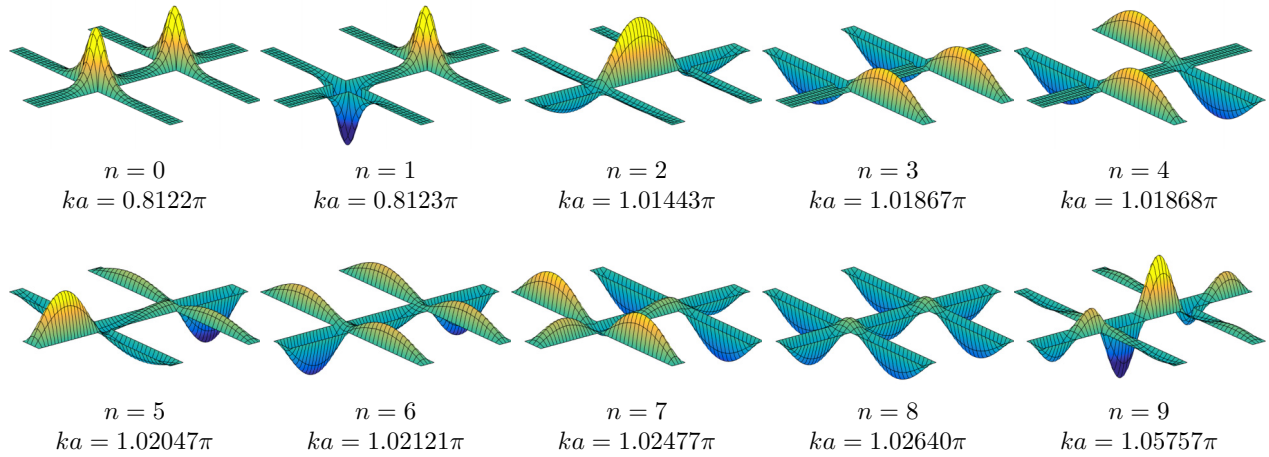 n = 0
ka = 0.8122π
n = 1
ka = 0.8123π
n = 2
ka = 1.01443π
n = 3
ka = 1.01867π
n = 4
ka = 1.01868π
n = 5
ka = 1.02047π
n = 6
ka = 1.02121π
n = 7
ka = 1.02477π
n = 8
ka = 1.02640π
n = 9
ka = 1.05757π